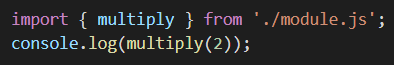 import { multiply } from './module.js';
console.log(multiply(2));